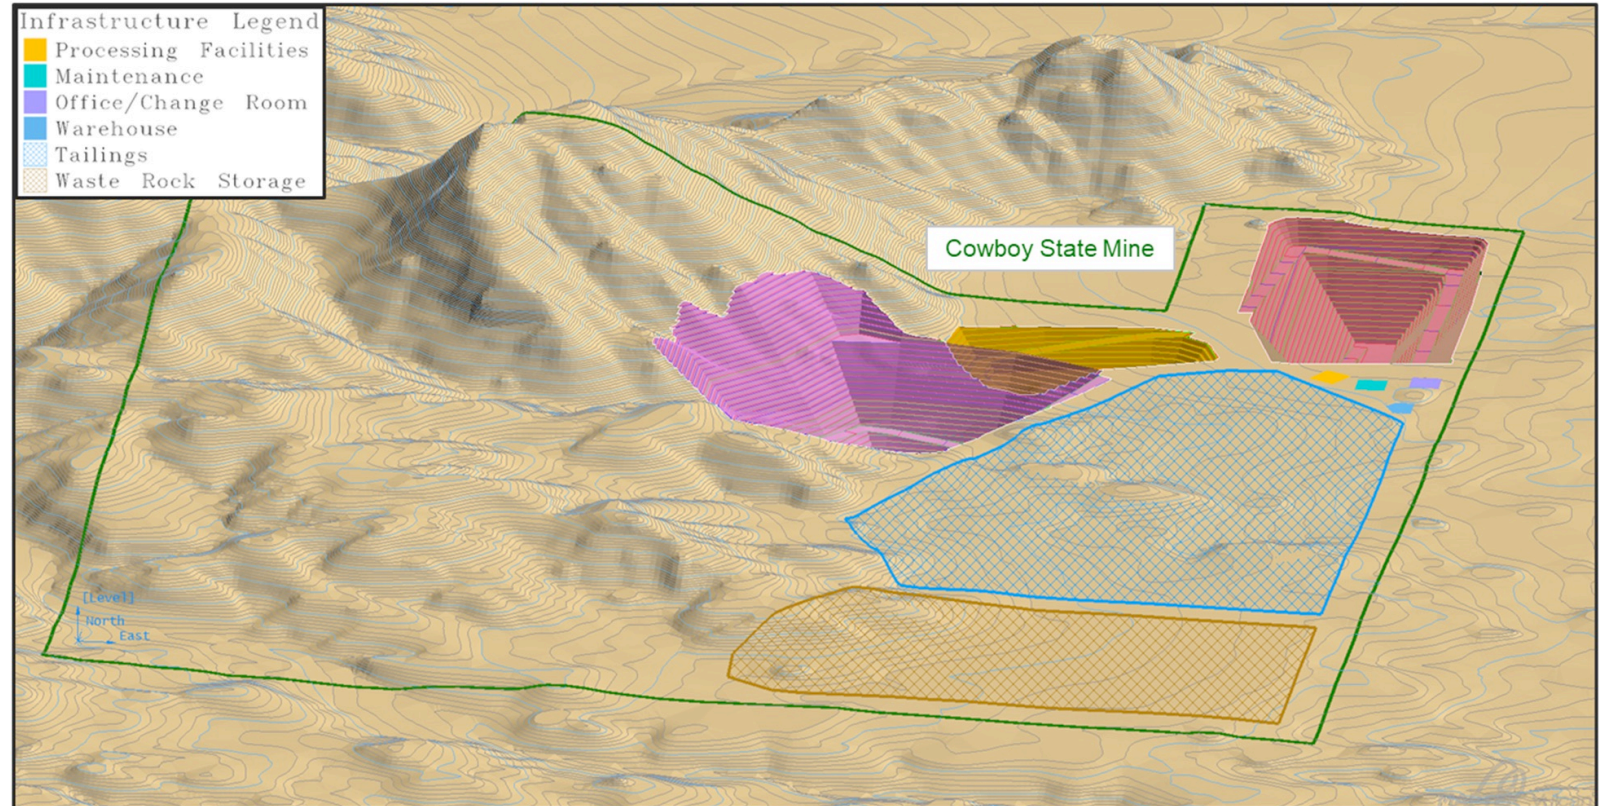 Infrastructure Legend
Processing Facilities
Maintenance
Office/Change Room
Warehouse
Tailings
Waste Rock Storage
Cowboy State Mine
[Level]
North
East